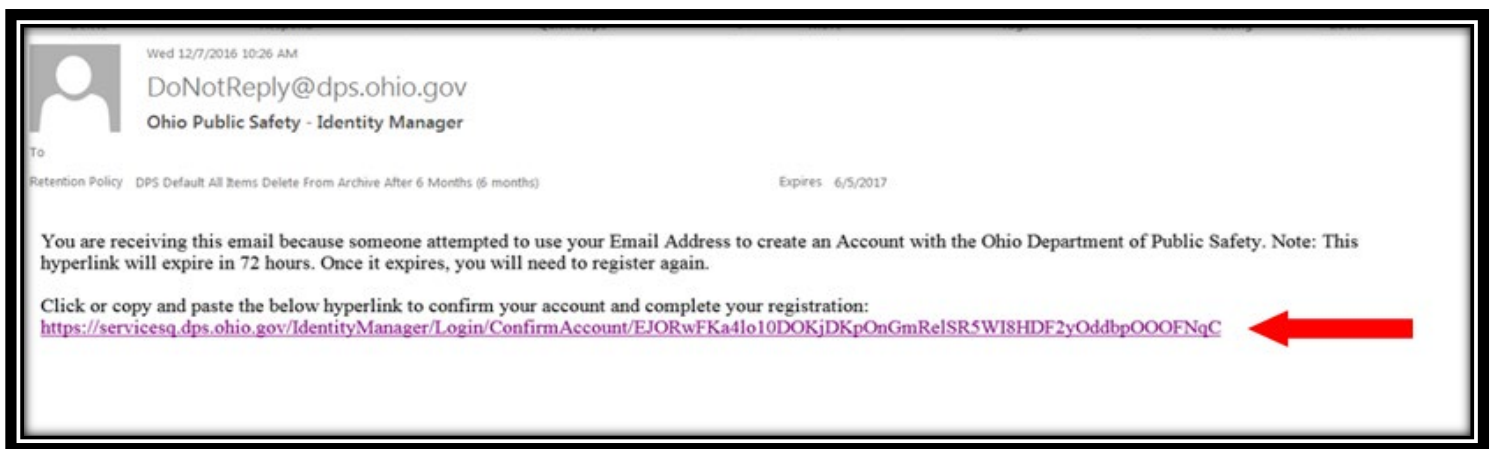 Wed 12/7/2016 10:26 AM
DoNotReply@dps.ohio.gov
Ohio Public Safety - Identity Manager
To
Retention Policy DPS Default All Items Delete From Archive After 6 Months (6 months) Expires 6/5/2017
You are receiving this email because someone attempted to use your Email Address to create an Account with the Ohio Department of Public Safety. Note: This
hyperlink will expire in 72 hours. Once it expires, you will need to register again.
Click or copy and paste the below hyperlink to confirm your account and complete your registration:
https://servicesq.dps.ohio.gov/IdentityManager/Login/ConfirmAccount/EJORwFKa4lo10DOKjDKpOnGmRelSR5WI8HDF2yOddbpOOOFNqC